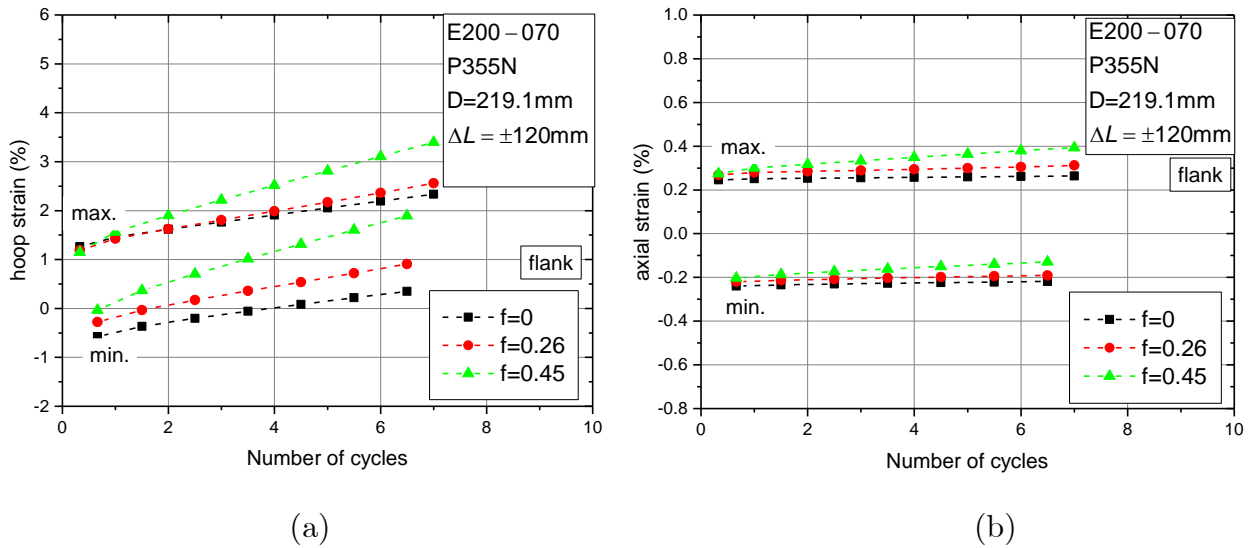 6
5
4
3
2
1
0
-1
-2
hoop strain (%)
0
2
4
6
8
10
Number of cycles
E200 – 070
P355N
D=219.1mm
ΔL = ±120mm
max.
min.
flank
f=0
f=0.26
f=0.45
(a)
1.0
0.8
0.6
0.4
0.2
0.0
-0.2
-0.4
-0.6
-0.8
axial strain (%)
0
2
4
6
8
10
Number of cycles
E200 – 070
P355N
D=219.1mm
ΔL = ±120mm
max.
min.
flank
f=0
f=0.26
f=0.45
(b)